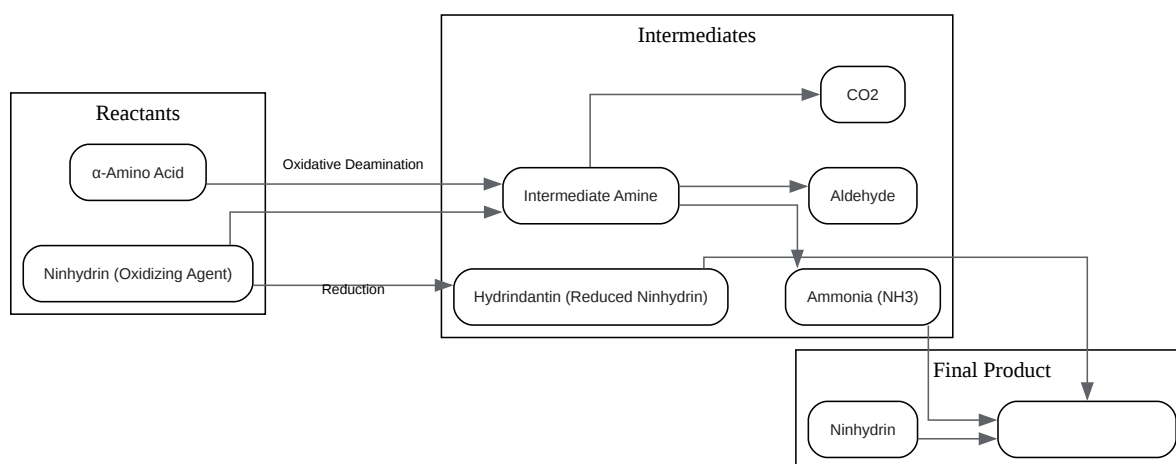 Intermediates
CO2
Reactants
α-Amino Acid
Oxidative Deamination
Intermediate Amine
Aldehyde
Ninhydrin (Oxidizing Agent)
Reduction
Hydrindantin (Reduced Ninhydrin)
Ammonia (NH3)
Final Product
Ninhydrin